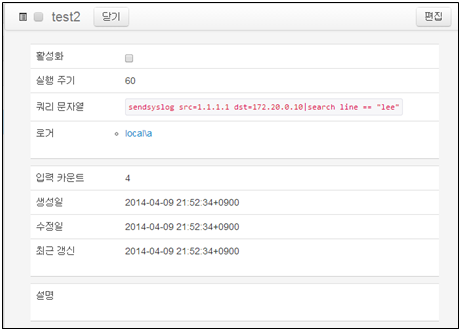 test2 닫기 편집
활성화
실행 주기 60
쿼리 문자열 sendsyslog src=1.1.1.1 dst=172.20.0.10|search line == "lee"
로거 local\a
입력 카운트 4
생성일 2014-04-09 21:52:34+0900
수정일 2014-04-09 21:52:34+0900
최근 갱신 2014-04-09 21:52:34+0900
설명